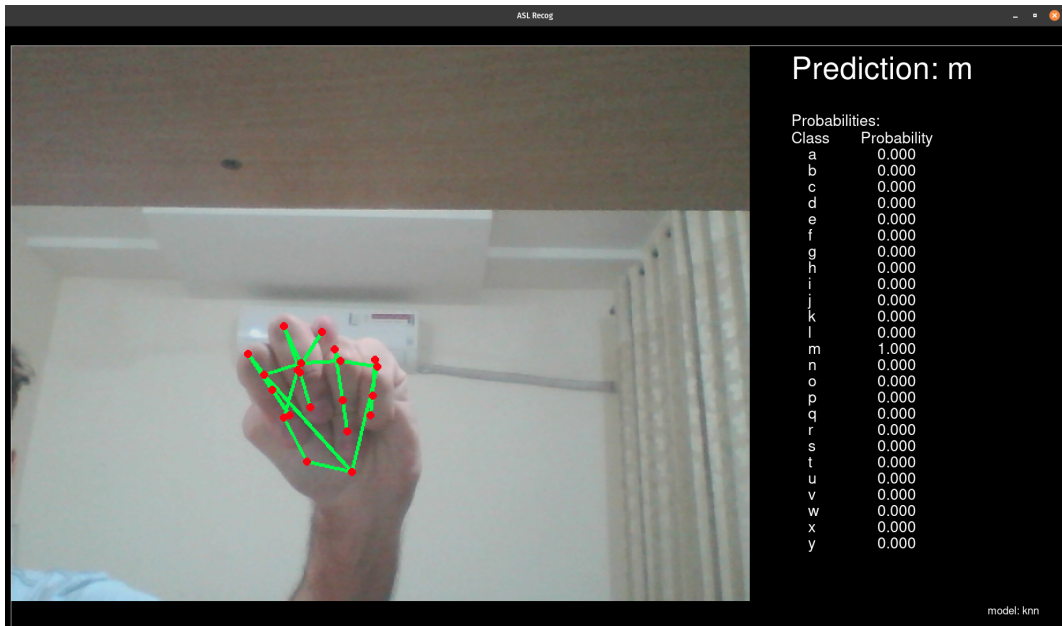 ASL Recog
Prediction: m
Probabilities:
Class Probability
a 0.000
b 0.000
c 0.000
d 0.000
e 0.000
f 0.000
g 0.000
h 0.000
i 0.000
j 0.000
k 0.000
l 0.000
m 1.000
n 0.000
o 0.000
p 0.000
q 0.000
r 0.000
s 0.000
t 0.000
u 0.000
v 0.000
w 0.000
x 0.000
y 0.000
model: knn